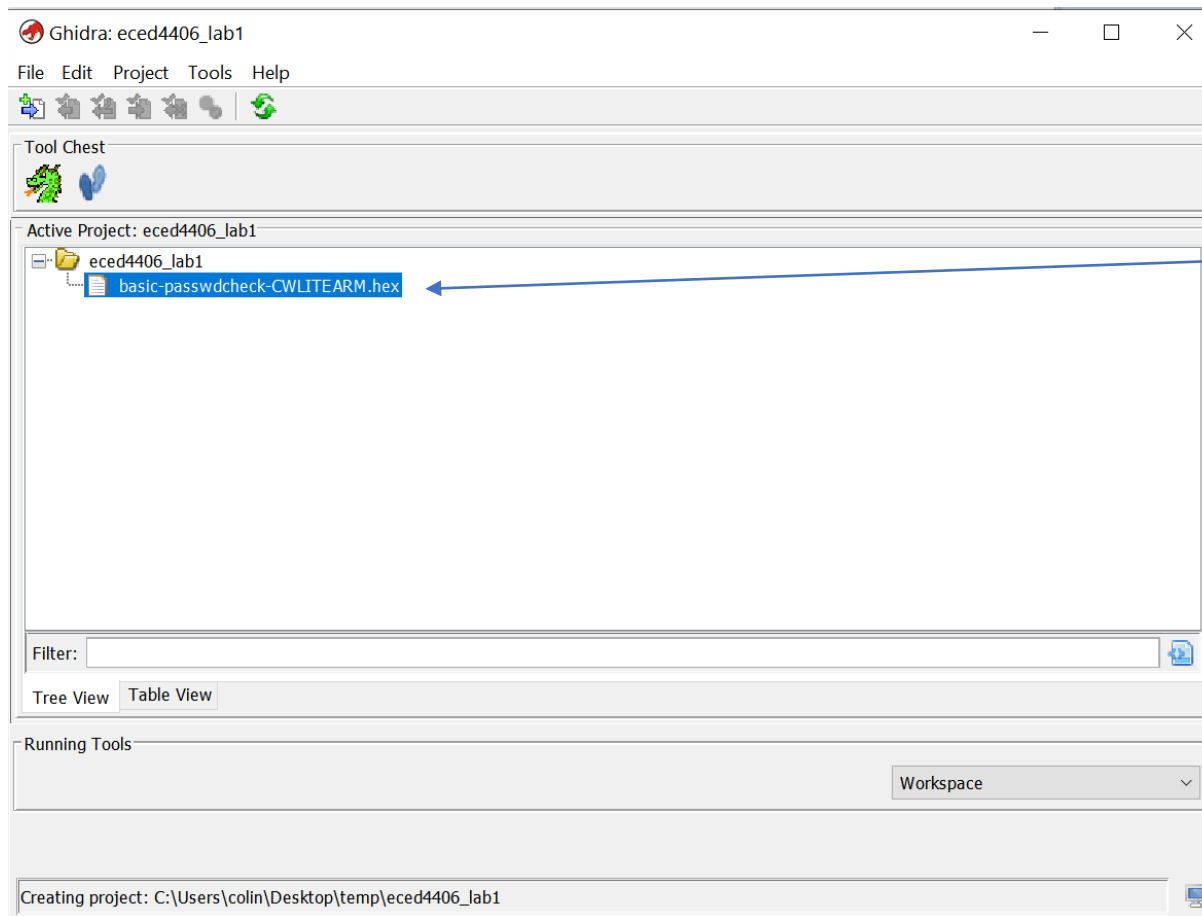 Ghidra: eced4406_lab1
File Edit Project Tools Help
Tool Chest
Active Project: eced4406_lab1
eced4406_lab1
basic-passwdcheck-CWLITEARM.hex
Filter:
Tree View Table View
Running Tools
Workspace
Creating project: C:\Users\colin\Desktop\temp\eced4406_lab1